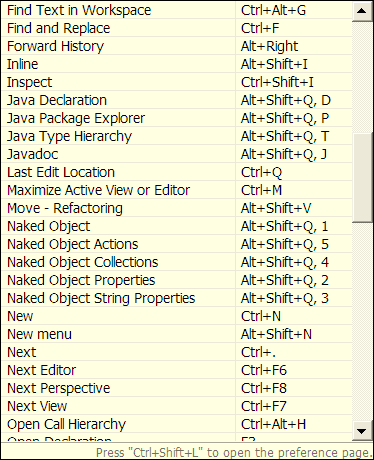 Find Text in Workspace Ctrl+Alt+G
Find and Replace Ctrl+F
Forward History Alt+Right
Inline Alt+Shift+I
Inspect Ctrl+Shift+I
Java Declaration Alt+Shift+Q, D
Java Package Explorer Alt+Shift+Q, P
Java Type Hierarchy Alt+Shift+Q, T
Javadoc Alt+Shift+Q, J
Last Edit Location Ctrl+Q
Maximize Active View or Editor Ctrl+M
Move - Refactoring Alt+Shift+V
Naked Object Alt+Shift+Q, 1
Naked Object Actions Alt+Shift+Q, 5
Naked Object Collections Alt+Shift+Q, 4
Naked Object Properties Alt+Shift+Q, 2
Naked Object String Properties Alt+Shift+Q, 3
New Ctrl+N
New menu Alt+Shift+N
Next Ctrl+.
Next Editor Ctrl+F6
Next Perspective Ctrl+F8
Next View Ctrl+F7
Open Call Hierarchy Ctrl+Alt+H
Open Declaration F3
Press "Ctrl+Shift+L" to open the preference page.